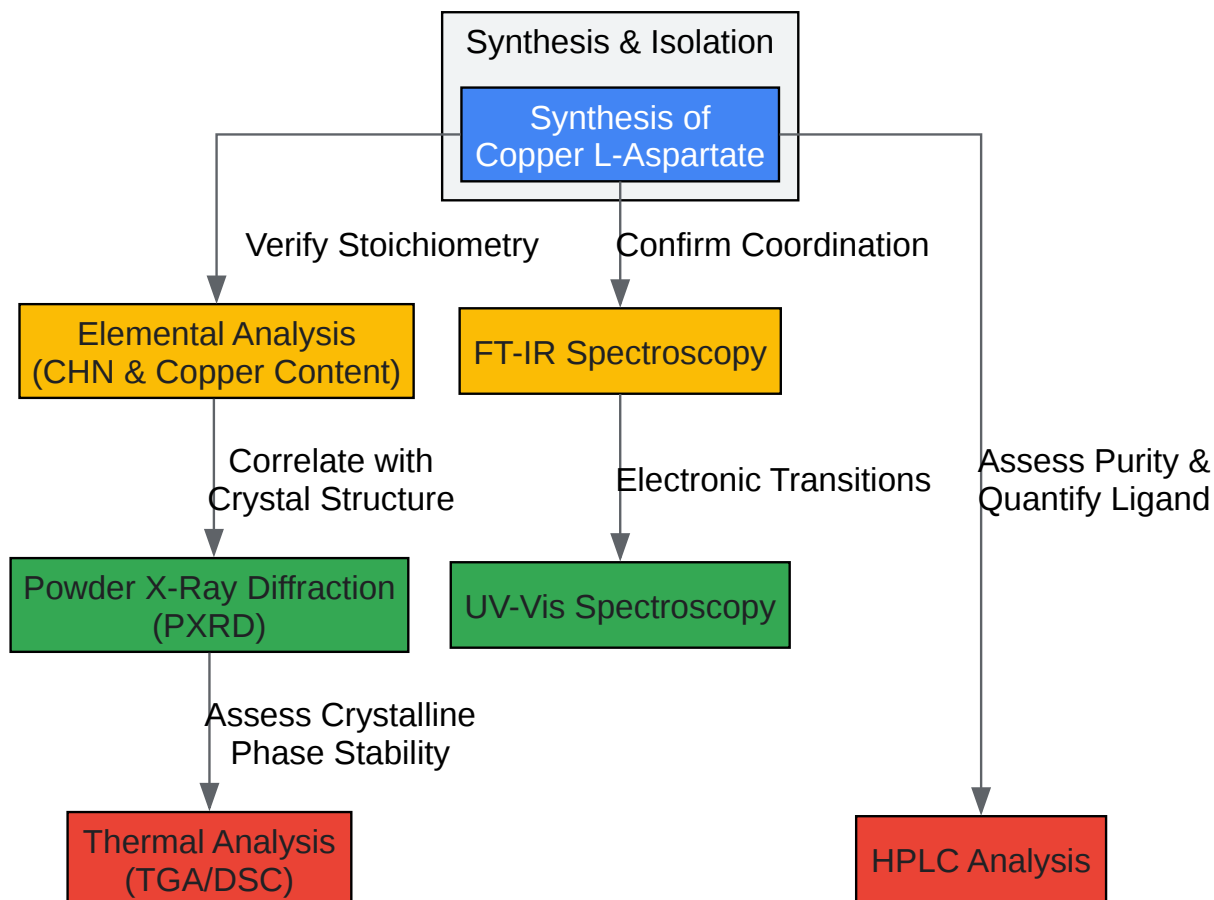 Synthesis & Isolation
Synthesis of
Copper L-Aspartate
Verify Stoichiometry
Confirm Coordination
Elemental Analysis
(CHN & Copper Content)
FT-IR Spectroscopy
Correlate with
Crystal Structure
Electronic Transitions
Assess Purity &
Quantify Ligand
Powder X-Ray Diffraction
(PXRD)
UV-Vis Spectroscopy
Assess Crystalline
Phase Stability
Thermal Analysis
(TGA/DSC)
HPLC Analysis